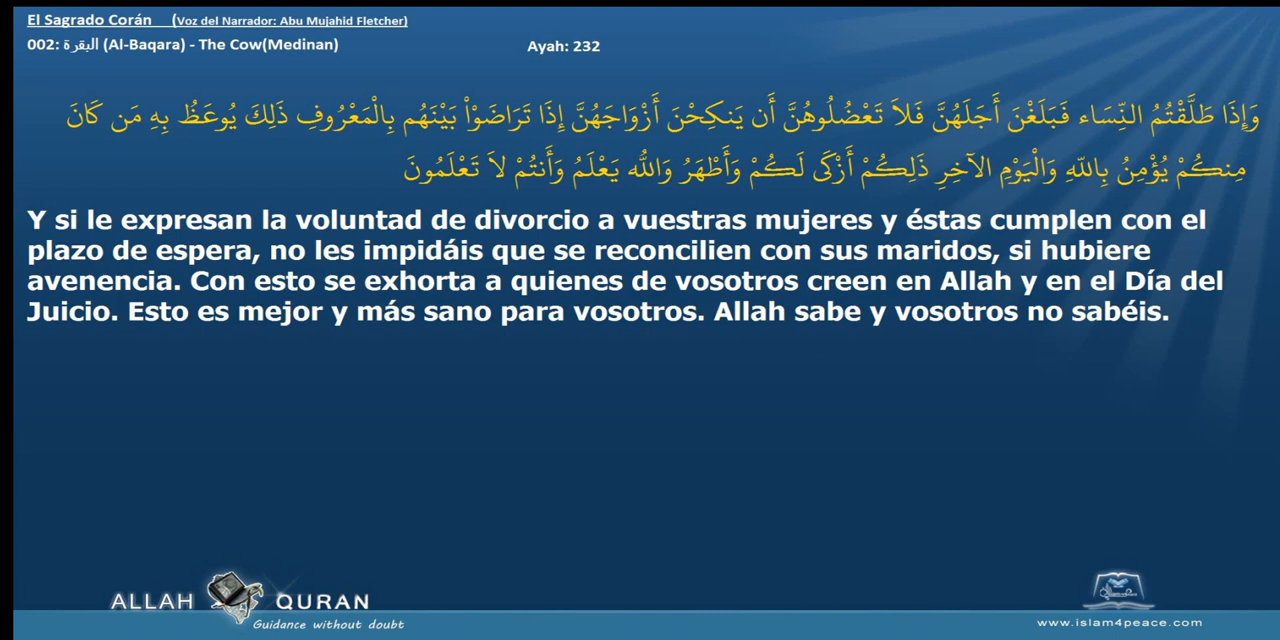 El Sagrado Corán (Voz del Narrador: Abu Mujahid Fletcher)
002: البقرة (Al-Baqara) - The Cow(Medinan) Ayah: 232
وَإِذَا طَلَّقْتُمُ النِّسَاء فَبَلَغْنَ أَجَلَهُنَّ فَلاَ تَعْضُلُوهُنَّ أَن يَنكِحْنَ أَزْوَاجَهُنَّ إِذَا تَرَاضَوْاْ بَيْنَهُم بِالْمَعْرُوفِ ذَلِكَ يُوعَظُ بِهِ مَن كَانَ
مِنكُمْ يُؤْمِنُ بِاللّهِ وَالْيَوْمِ الآخِرِ ذَلِكُمْ أَزْكَى لَكُمْ وَأَطْهَرُ وَاللّهُ يَعْلَمُ وَأَنتُمْ لاَ تَعْلَمُونَ
Y si le expresan la voluntad de divorcio a vuestras mujeres y éstas cumplen con el
plazo de espera, no les impidáis que se reconcilien con sus maridos, si hubiere
avenencia. Con esto se exhorta a quienes de vosotros creen en Allah y en el Día del
Juicio. Esto es mejor y más sano para vosotros. Allah sabe y vosotros no sabéis.
ALLAH QURAN
Guidance without doubt
www.islam4peace.com